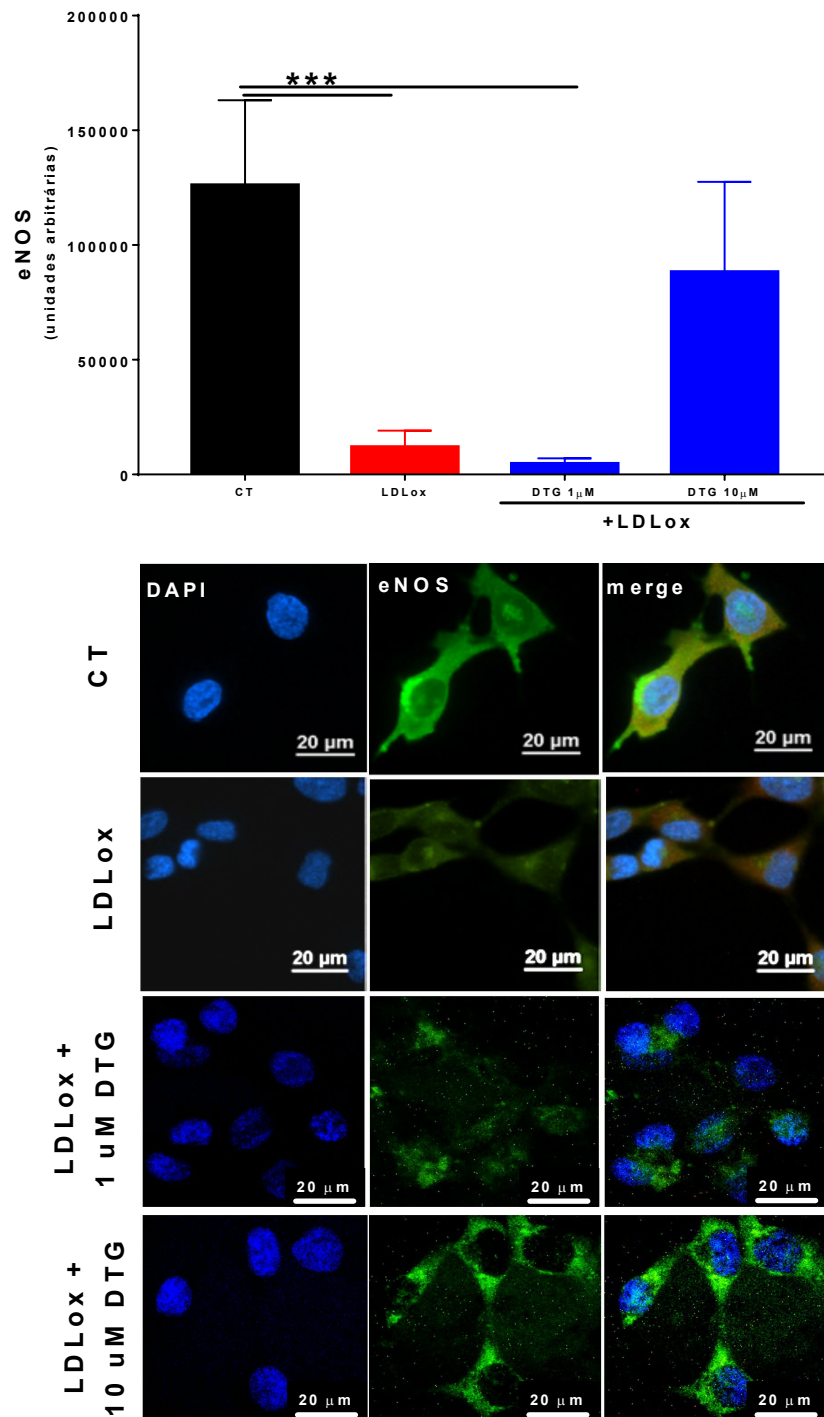 200000
150000
100000
50000
0
eNOS
(unidades arbitrárias)
***
CT
LDLox
DTG 1μM
DTG 10μM
+LDLox
DAPI
eNOS
merge
CT
20 μm
20 μm
20 μm
LDLox
20 μm
20 μm
20 μm
LDLox +
1 uM DTG
20 μm
20 μm
20 μm
LDLox +
10 uM DTG
20 μm
20 μm
20 μm